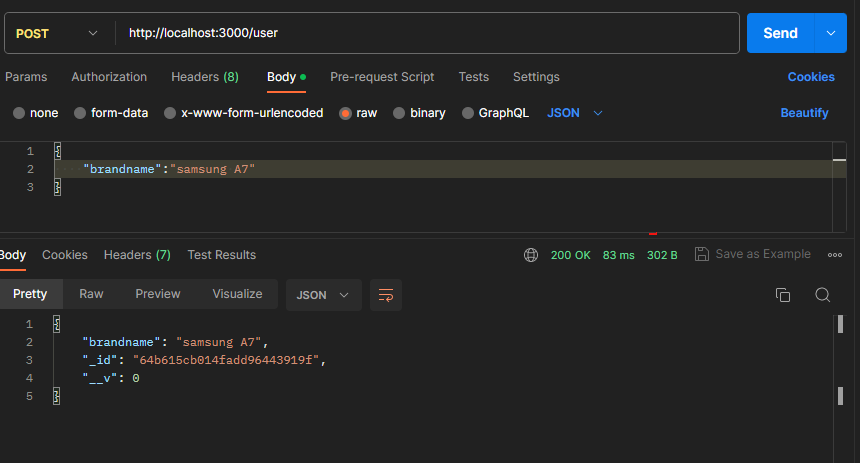 POST http://localhost:3000/user Send
Params Authorization Headers (8) Body Pre-request Script Tests Settings Cookies
none form-data x-www-form-urlencoded raw binary GraphQL JSON Beautify
1 {
2 "brandname":"samsung A7"
3 }
Body Cookies Headers (7) Test Results 200 OK 83 ms 302 B Save as Example
Pretty Raw Preview Visualize JSON
1 {
2 "brandname": "samsung A7",
3 "_id": "64b615cb014fadd96443919f",
4 "__v": 0
5 }